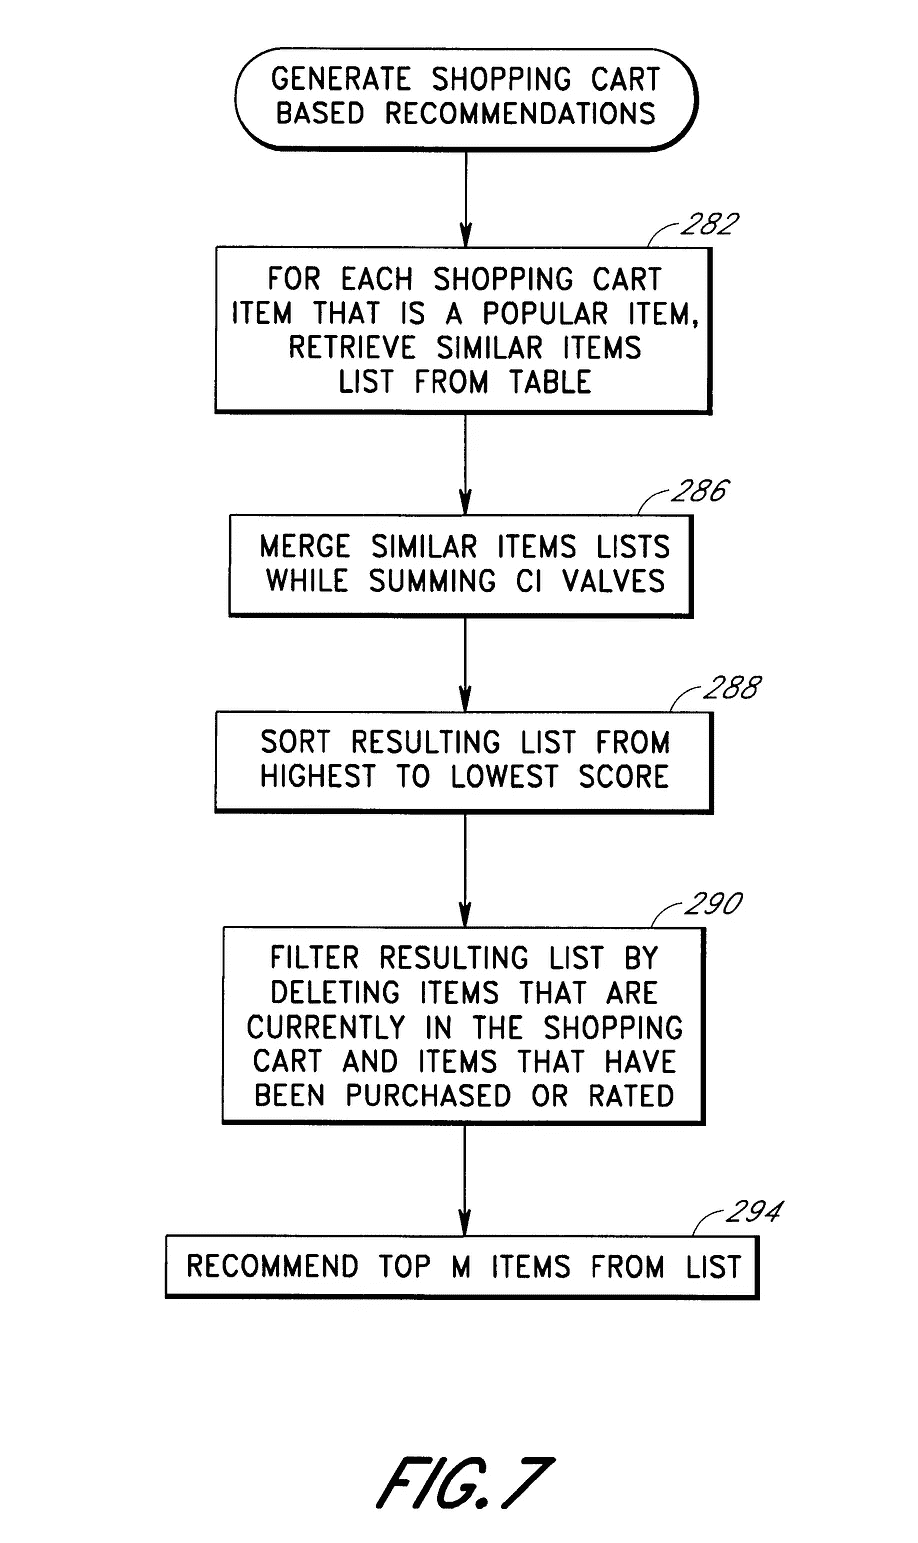 GENERATE SHOPPING CART
BASED RECOMMENDATIONS
282
FOR EACH SHOPPING CART
ITEM THAT IS A POPULAR ITEM,
RETRIEVE SIMILAR ITEMS
LIST FROM TABLE
286
MERGE SIMILAR ITEMS LISTS
WHILE SUMMING CI VALVES
288
SORT RESULTING LIST FROM
HIGHEST TO LOWEST SCORE
290
FILTER RESULTING LIST BY
DELETING ITEMS THAT ARE
CURRENTLY IN THE SHOPPING
CART AND ITEMS THAT HAVE
BEEN PURCHASED OR RATED
294
RECOMMEND TOP M ITEMS FROM LIST
FIG. 7